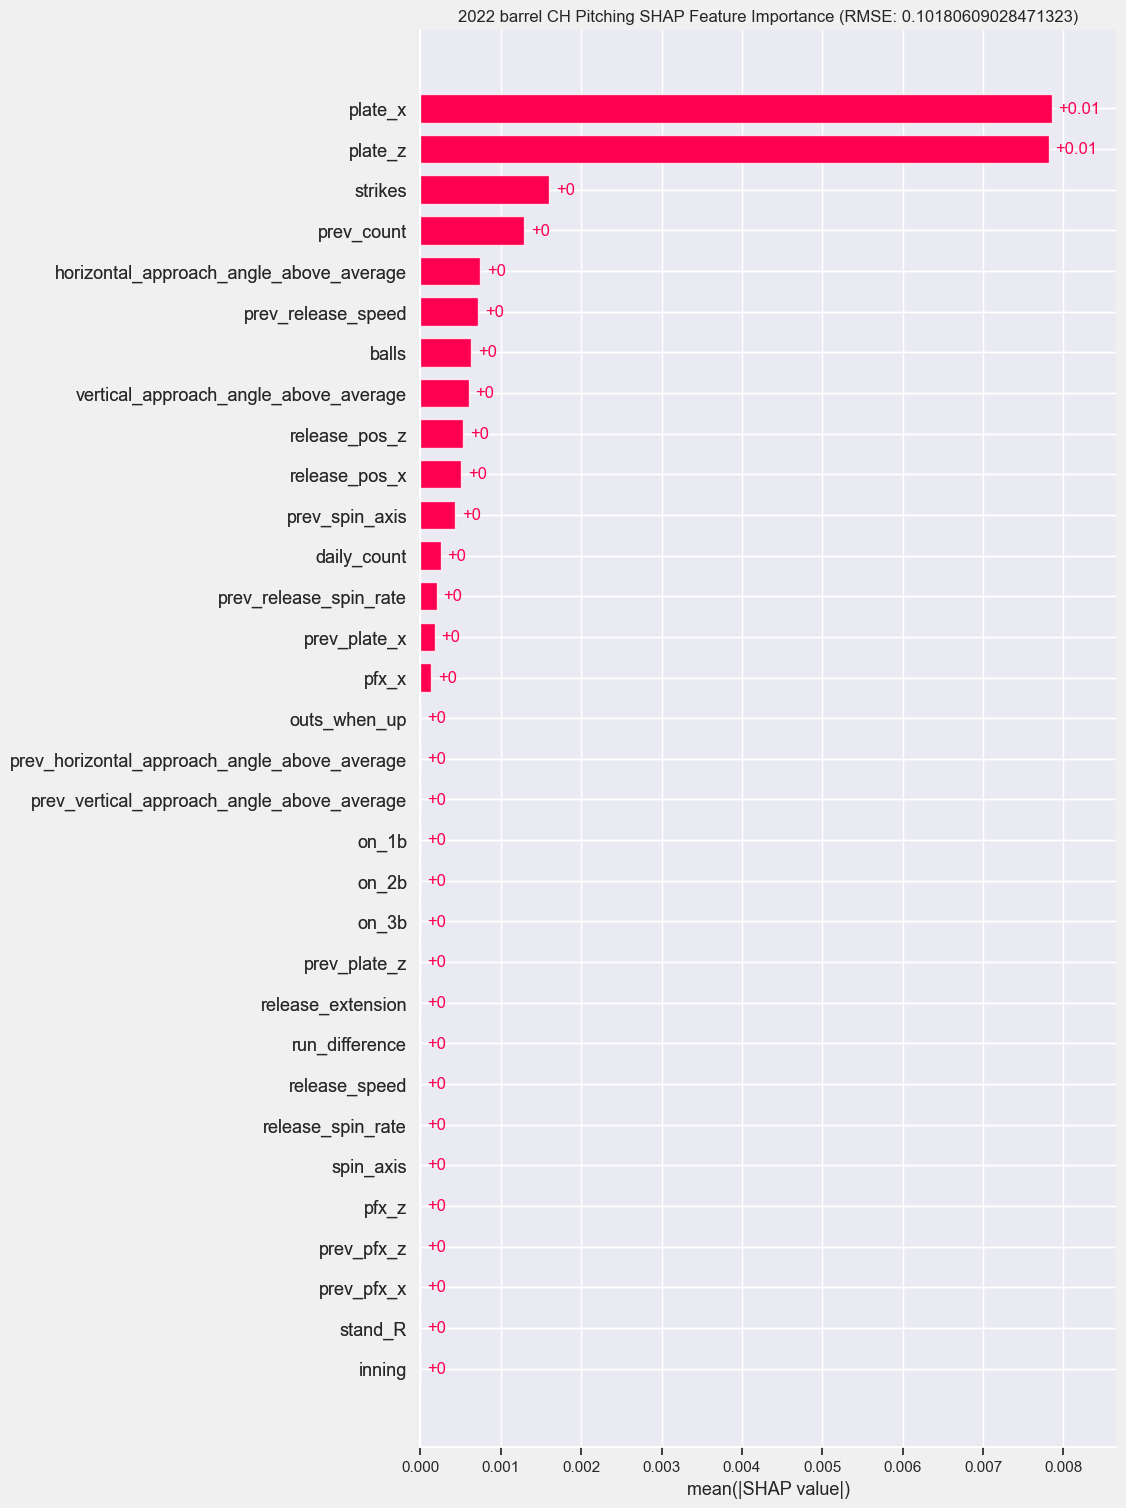 2022 barrel CH Pitching SHAP Feature Importance (RMSE: 0.10180609028471323)
plate_x +0.01
plate_z +0.01
strikes +0
prev_count +0
horizontal_approach_angle_above_average +0
prev_release_speed +0
balls +0
vertical_approach_angle_above_average +0
release_pos_z +0
release_pos_x +0
prev_spin_axis +0
daily_count +0
prev_release_spin_rate +0
prev_plate_x +0
pfx_x +0
outs_when_up +0
prev_horizontal_approach_angle_above_average +0
prev_vertical_approach_angle_above_average +0
on_1b +0
on_2b +0
on_3b +0
prev_plate_z +0
release_extension +0
run_difference +0
release_speed +0
release_spin_rate +0
spin_axis +0
pfx_z +0
prev_pfx_z +0
prev_pfx_x +0
stand_R +0
inning +0
0.000 0.001 0.002 0.003 0.004 0.005 0.006 0.007 0.008
mean(|SHAP value|)